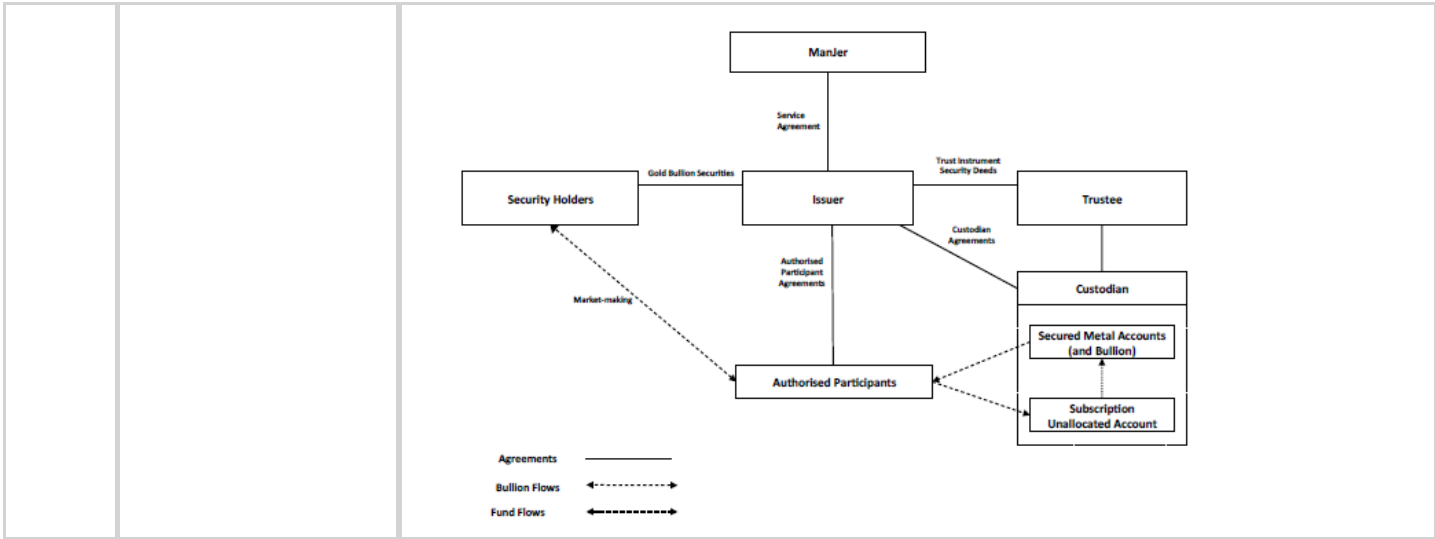 ManJer
Service
Agreement
Trust Instrument
Security Deeds
Gold Bullion Securities
Security Holders
Issuer
Trustee
Custodian
Agreements
Authorised
Participant
Agreements
Custodian
Market-making
Secured Metal Accounts
(and Bullion)
Authorised Participants
Subscription
Unallocated Account
Agreements
Bullion Flows
Fund Flows